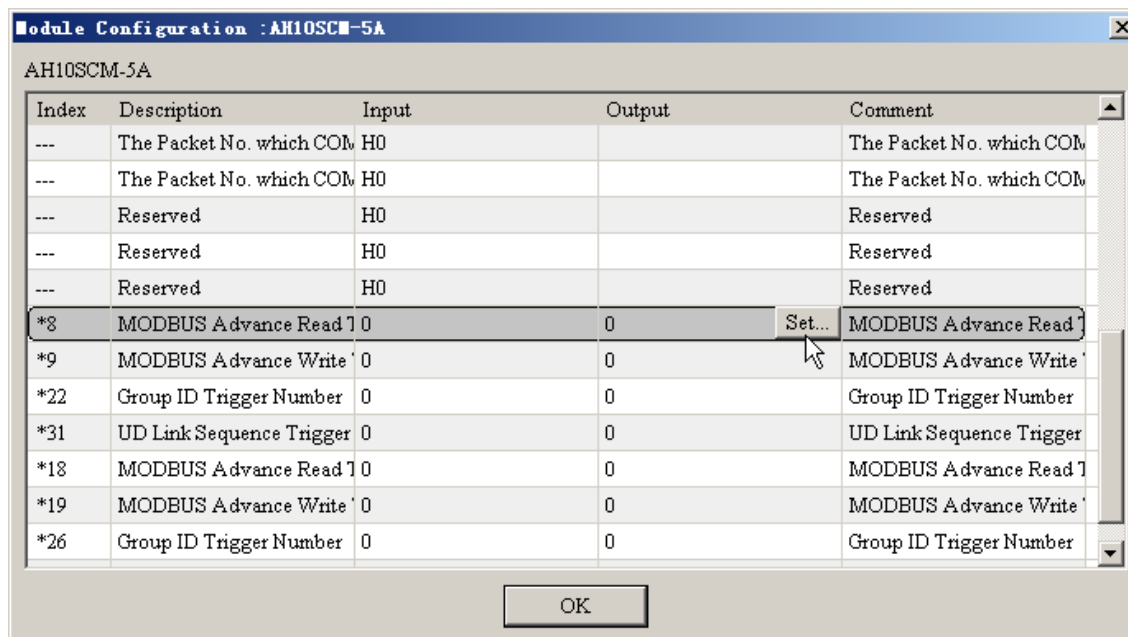 Module Configuration :AH10SCM-5A
AH10SCM-5A
Index Description Input Output Comment
--- The Packet No. which COM H0 The Packet No. which COM
--- The Packet No. which COM H0 The Packet No. which COM
--- Reserved H0 Reserved
--- Reserved H0 Reserved
--- Reserved H0 Reserved
*8 MODBUS Advance Read T 0 0 Set... MODBUS Advance Read T
*9 MODBUS Advance Write 0 0 MODBUS Advance Write
*22 Group ID Trigger Number 0 0 Group ID Trigger Number
*31 UD Link Sequence Trigger 0 0 UD Link Sequence Trigger
*18 MODBUS Advance Read T 0 0 MODBUS Advance Read T
*19 MODBUS Advance Write 0 0 MODBUS Advance Write
*26 Group ID Trigger Number 0 0 Group ID Trigger Number
OK